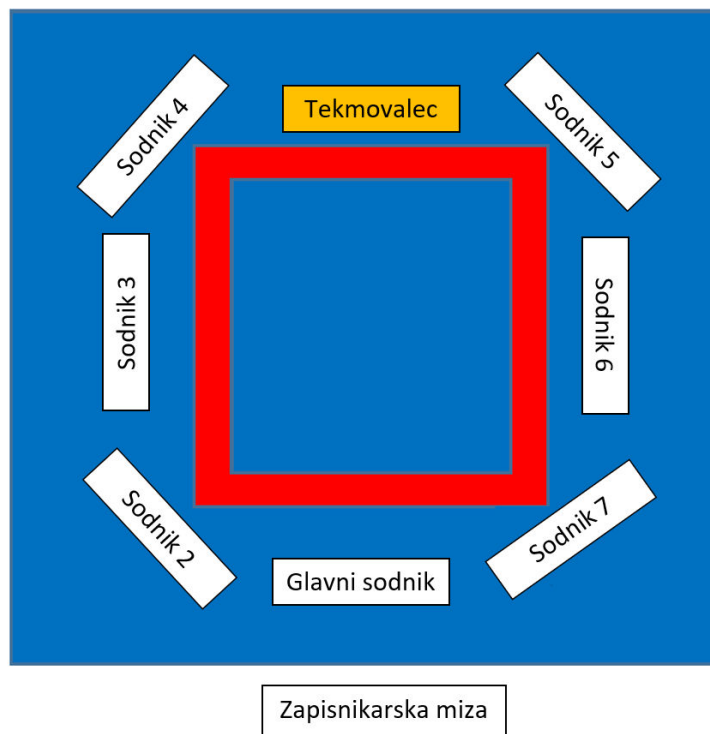 Tekmovalec
Sodnik 4
Sodnik 5
Sodnik 3
Sodnik 6
Sodnik 2
Sodnik 7
Glavni sodnik
Zapisnikarska miza